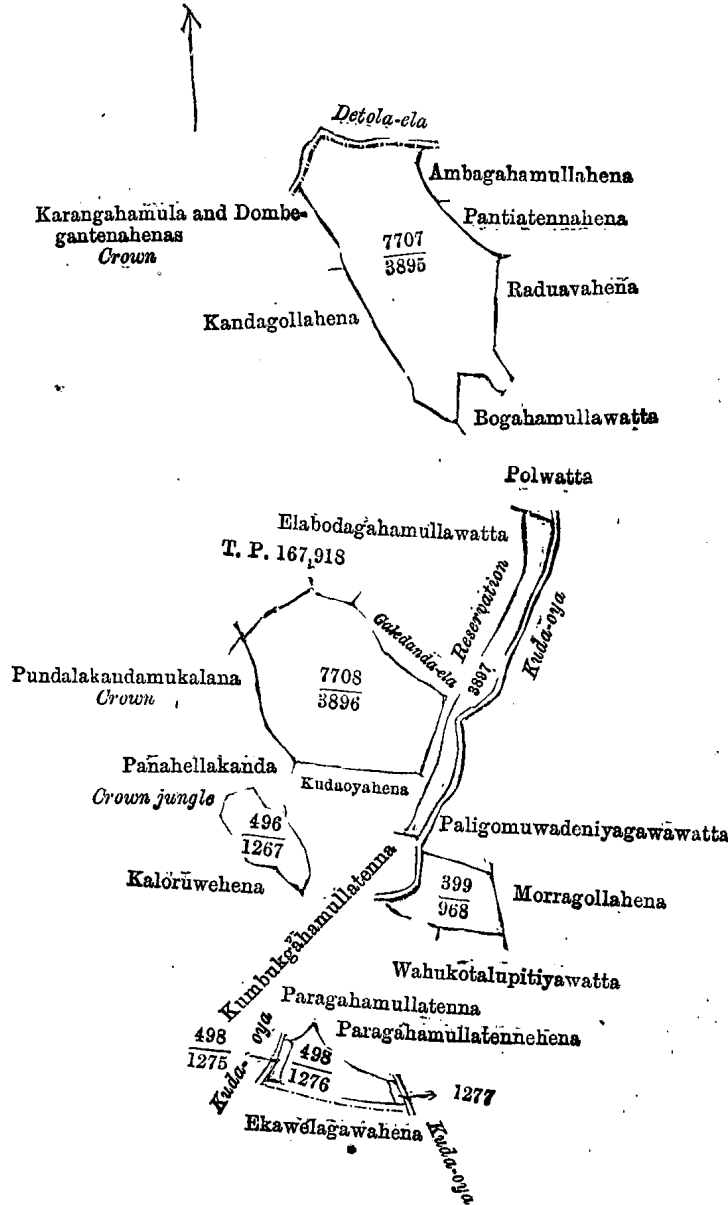 Detola-ela
Ambagahamullahena
Karangahamula and Dombe-
gantenahenas
Crown
Pantiatennahena
7707
3895
Raduavahena
Kandagollahena
Bogahamullawatta
Polwatta
Elabodagahamullawatta
T. P. 167,918
Reservation
Kuda-oya
Galedanda-ela
3897
Pundalakandamukalana
Crown
7708
3896
Panahellakanda
Kudaoyahena
Crown jungle
496
1267
Paligomuwadeniyagawawatta
Kaloruwehena
399
968
Morragollahena
Kumbukgahamullatenna
Wahukotalupitiyawatta
Paragahamullatenna
Paragahamullatennehena
498
1275
Kuda-oya
498
1276
1277
Ekawelagawahena
Kuda-oya